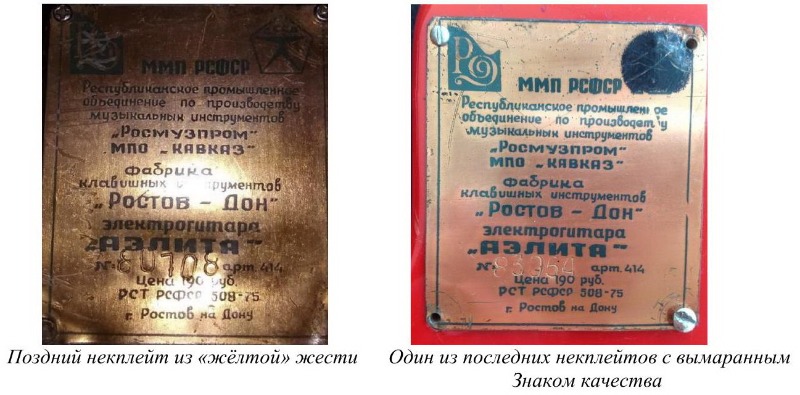 РД
ММП РСФСР
Республиканское промышленное
объединение по производству
музыкальных инструментов
„Росмузпром"
МПО „Кавказ"
фабрика
клавишных инструментов
„Ростов - Дон"
электрогитара
„АЭЛИТА"
№ 80708 арт. 414
Цена 190 руб.
РСТ РСФСР 508-75
г. Ростов на Дону
Поздний некплейт из «жёлтой» жести
РД
ММП РСФСР
Республиканское промышленное
объединение по производству
музыкальных инструментов
„Росмузпром"
МПО „Кавказ"
фабрика
клавишных инструментов
„Ростов - Дон"
электрогитара
„АЭЛИТА"
№ арт. 414
Цена 190 руб.
РСТ РСФСР 508-75
г. Ростов на Дону
Один из последних некплейтов с вымаранным
Знаком качества